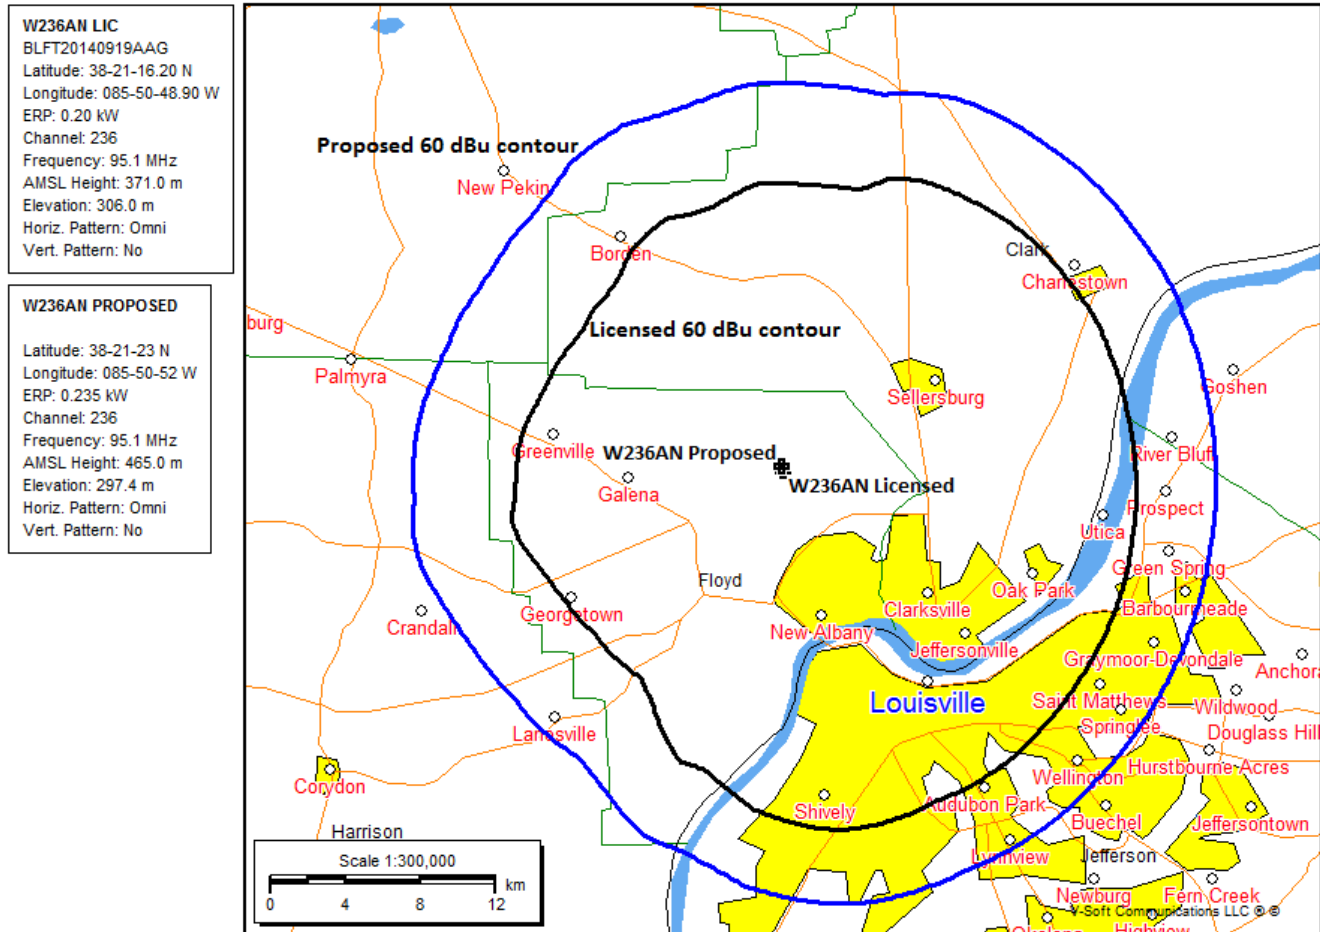 W236AN LIC
BLFT20140919AAG
Latitude: 38-21-16.20 N
Longitude: 085-50-48.90 W
ERP: 0.20 kW
Channel: 236
Frequency: 95.1 MHz
AMSL Height: 371.0 m
Elevation: 306.0 m
Horiz. Pattern: Omni
Vert. Pattern: No
W236AN PROPOSED
Latitude: 38-21-23 N
Longitude: 085-50-52 W
ERP: 0.235 kW
Channel: 236
Frequency: 95.1 MHz
AMSL Height: 465.0 m
Elevation: 297.4 m
Horiz. Pattern: Omni
Vert. Pattern: No
Proposed 60 dBu contour
New Pekin
Borden
Clark
Charlestown
burg
Licensed 60 dBu contour
Palmyra
Goshen
Sellersburg
Greenville
W236AN Proposed
River Bluff
Galena
W236AN Licensed
Prospect
Utica
Green Spring
Floyd
Oak Park
Georgetown
Clarksville
Barbourmeade
Crandall
New Albany
Jeffersonville
Graymoor-Devondale
Anchora
Louisville
Saint Matthews
Wildwood
Lanesville
Springlee
Douglass Hill
Hurstbourne Acres
Corydon
Wellington
Shively
Audubon Park
Buechel
Jeffersontown
Harrison
Lynnview
Jefferson
Scale 1:300,000
km
0 4 8 12
Newburg
Fern Creek
V-Soft Communications LLC ® ©
Okolona
Highview